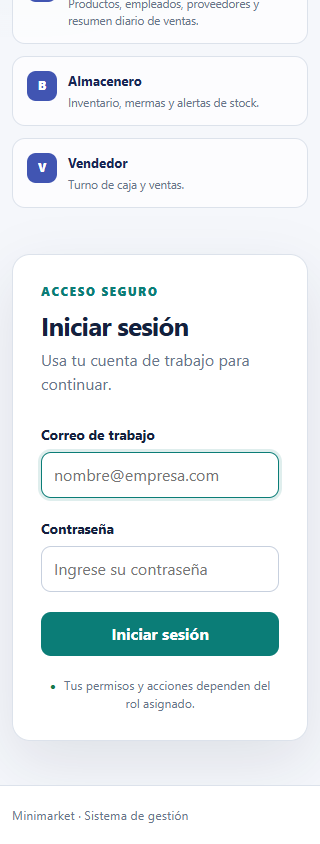 Productos, empleados, proveedores y
resumen diario de ventas.
B
Almacenero
Inventario, mermas y alertas de stock.
V
Vendedor
Turno de caja y ventas.
ACCESO SEGURO
Iniciar sesión
Usa tu cuenta de trabajo para
continuar.
Correo de trabajo
nombre@empresa.com
Contraseña
Ingrese su contraseña
Iniciar sesión
• Tus permisos y acciones dependen del
rol asignado.
Minimarket · Sistema de gestión